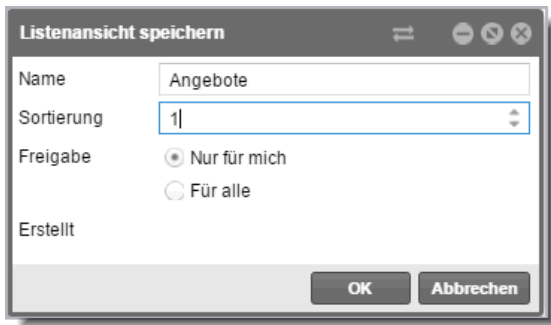 Listenansicht speichern
Name Angebote
Sortierung 1
Freigabe Nur für mich
Für alle
Erstellt
OK Abbrechen